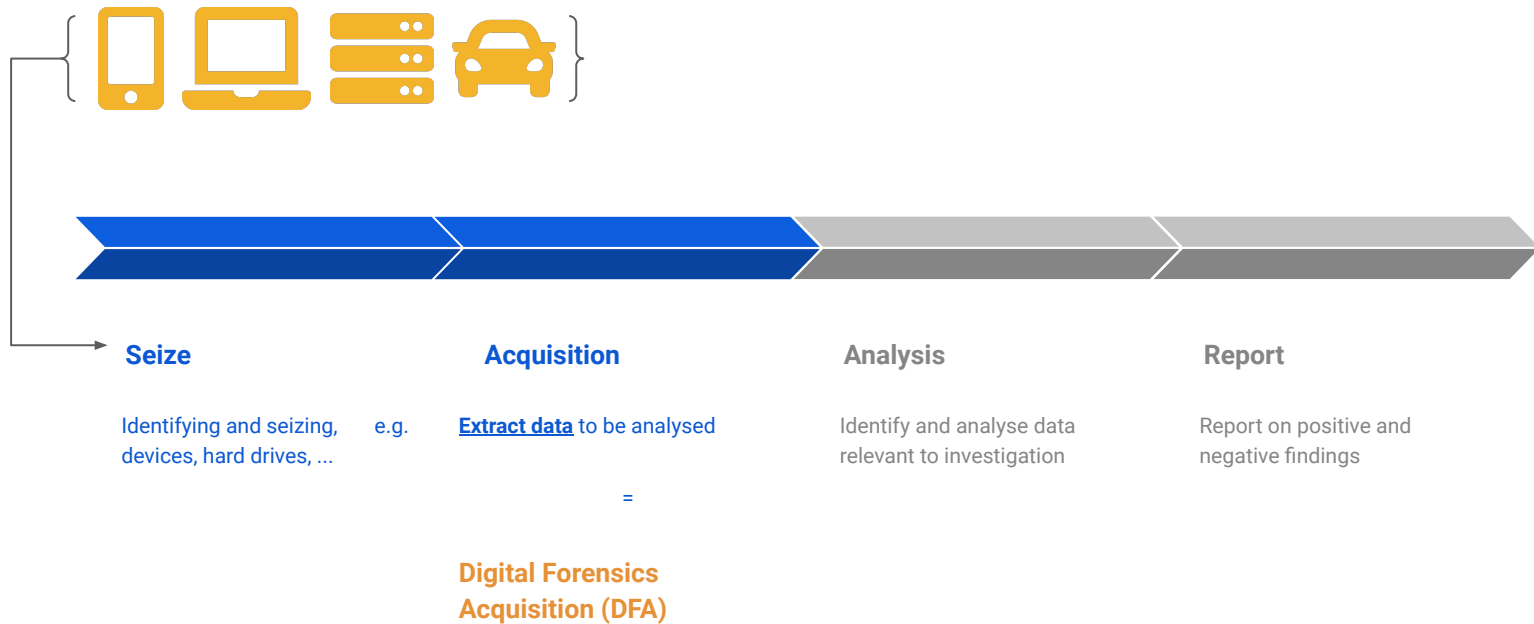 Seize
Identifying and seizing, e.g.
devices, hard drives, ...
Acquisition
Extract data to be analysed
=
Digital Forensics
Acquisition (DFA)
Analysis
Identify and analyse data
relevant to investigation
Report
Report on positive and
negative findings